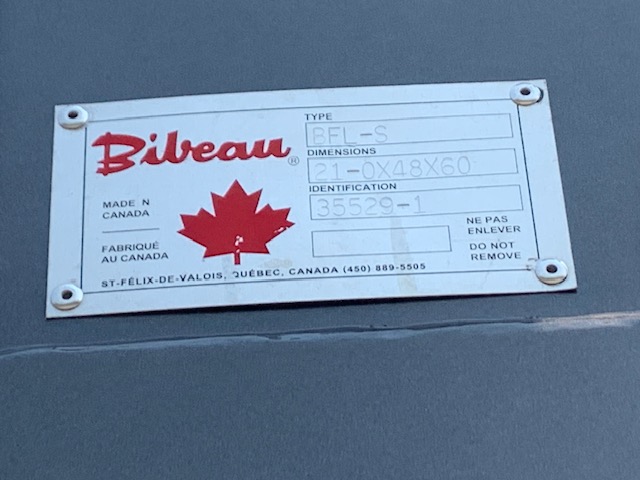 Bibeau®
TYPE
BFL-S
DIMENSIONS
21-0X48X60
IDENTIFICATION
35529-1
MADE N
CANADA
FABRIQUÉ
AU CANADA
NE PAS
ENLEVER
DO NOT
REMOVE
ST-FÉLIX-DE-VALOIS, QUÉBEC, CANADA (450) 889-5505